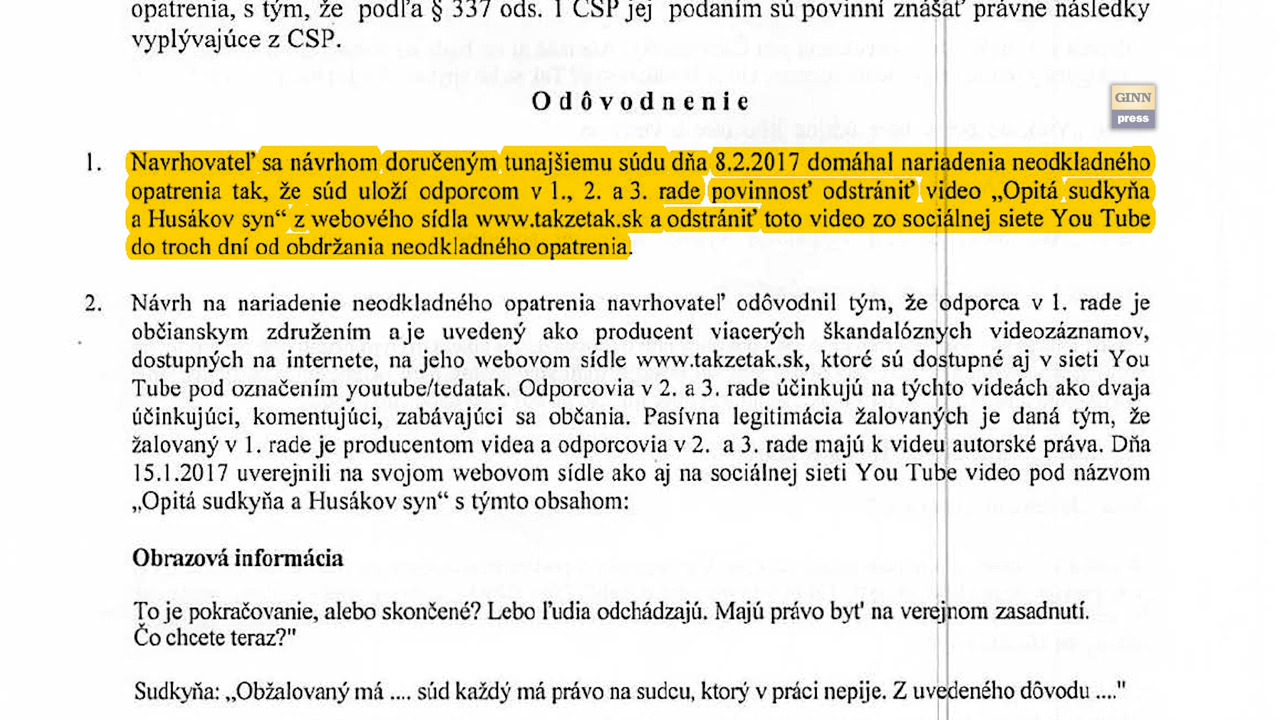 opatrenia, s tým, že podľa § 337 ods. 1 CSP jej podaním sú povinní znášať právne následky
vyplývajúce z CSP.
Odôvodnenie
GINN
press
1. Navrhovateľ sa návrhom doručeným tunajšiemu súdu dňa 8.2.2017 domáhal nariadenia neodkladného
opatrenia tak, že súd uloží odporcom v 1., 2. a 3. rade povinnosť odstrániť video „Opitá sudkyňa
a Husákov syn“ z webového sídla www.takzetak.sk a odstrániť toto video zo sociálnej siete You Tube
do troch dní od obdržania neodkladného opatrenia.
2. Návrh na nariadenie neodkladného opatrenia navrhovateľ odôvodnil tým, že odporca v 1. rade je
občianskym združením a je uvedený ako producent viacerých škandalóznych videozáznamov,
dostupných na internete, na jeho webovom sídle www.takzetak.sk, ktoré sú dostupné aj v sieti You
Tube pod označením youtube/tedatak. Odporcovia v 2. a 3. rade účinkujú na týchto videách ako dvaja
účinkujúci, komentujúci, zabávajúci sa občania. Pasívna legitimácia žalovaných je daná tým, že
žalovaný v 1. rade je producentom videa a odporcovia v 2. a 3. rade majú k videu autorské práva. Dňa
15.1.2017 uverejnili na svojom webovom sídle ako aj na sociálnej sieti You Tube video pod názvom
„Opitá sudkyňa a Husákov syn“ s týmto obsahom:
Obrazová informácia
To je pokračovanie, alebo skončené? Lebo ľudia odchádzajú. Majú právo byť na verejnom zasadnutí.
Čo chcete teraz?"
Sudkyňa: „Obžalovaný má .... súd každý má právo na sudcu, ktorý v práci nepije. Z uvedeného dôvodu ...."